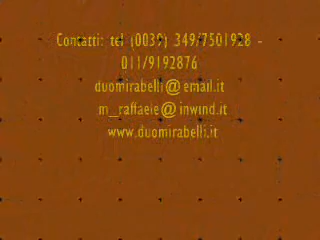 Contatti: tel (0039) 349/7501928 -
011/9192876
duomirabelli@email.it
m_raffaele@inwind.it
www.duomirabelli.it